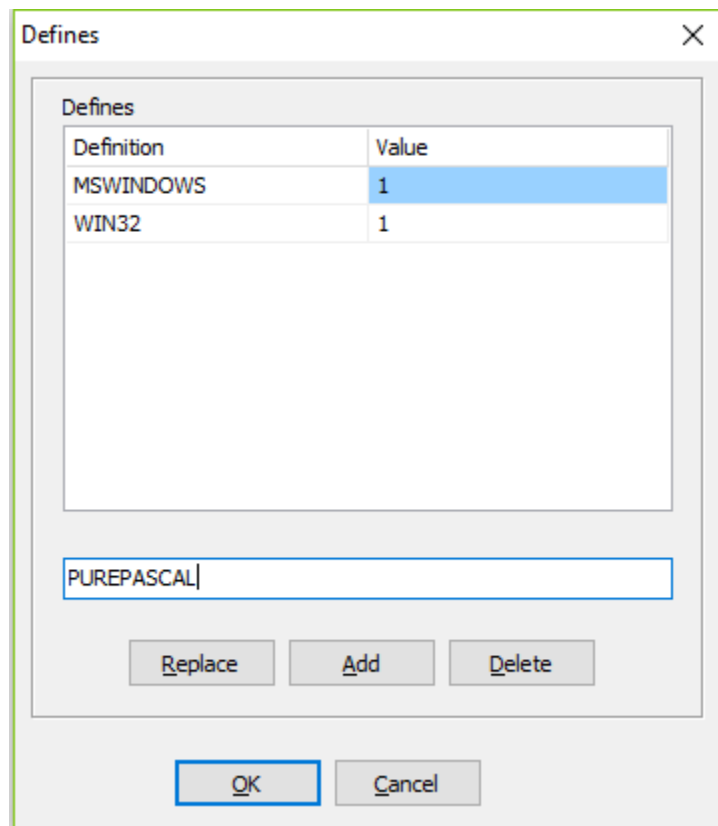 Defines
Defines
Definition Value
MSWINDOWS 1
WIN32 1
PUREPASCAL
Replace Add Delete
OK Cancel